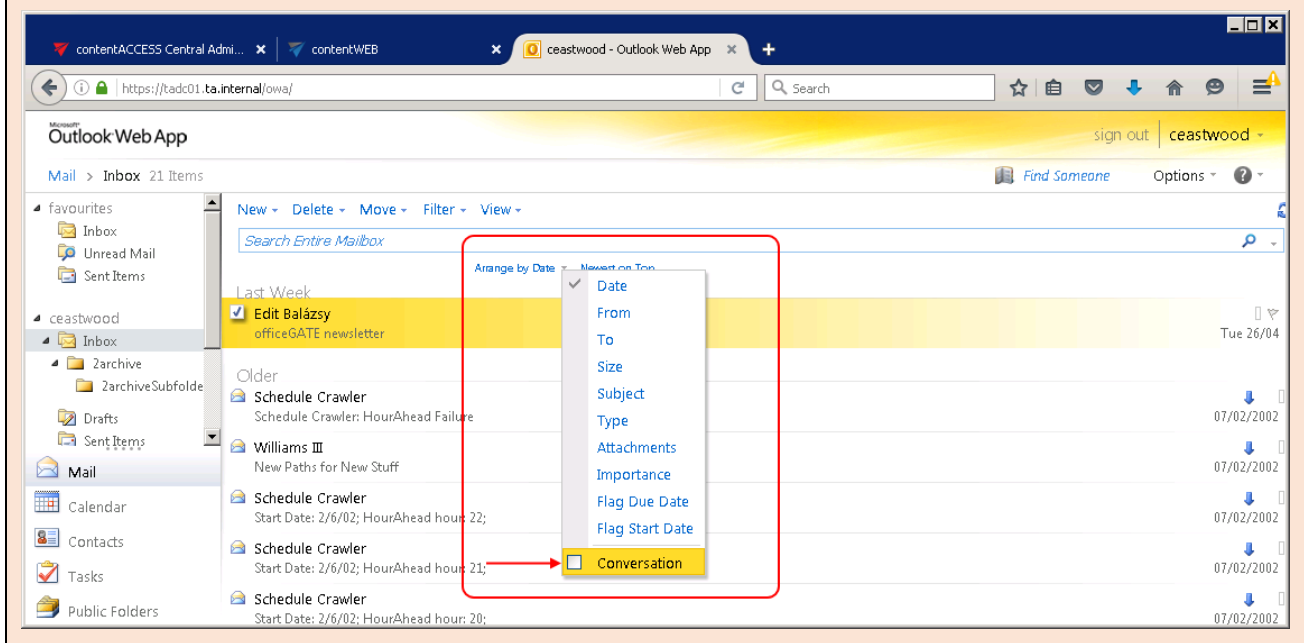 contentACCESS Central Admi... contentWEB ceastwood - Outlook Web App
https://tadc01.ta.internal/owa/ Search
Microsoft
Outlook Web App sign out ceastwood
Mail > Inbox 21 Items Find Someone Options
favourites
Inbox
Unread Mail
Sent Items
ceastwood
Inbox
2archive
2archiveSubfolde
Drafts
Sent Items
Mail
Calendar
Contacts
Tasks
Public Folders
New Delete Move Filter View
Search Entire Mailbox
Arrange by Date Newest on Top
Last Week
Edit Balázsy
officeGATE newsletter Tue 26/04
Older
Schedule Crawler
Schedule Crawler: HourAhead Failure 07/02/2002
Williams III
New Paths for New Stuff 07/02/2002
Schedule Crawler
Start Date: 2/6/02; HourAhead hour: 22; 07/02/2002
Schedule Crawler
Start Date: 2/6/02; HourAhead hour: 21; 07/02/2002
Schedule Crawler
Start Date: 2/6/02; HourAhead hour: 20; 07/02/2002
Date
From
To
Size
Subject
Type
Attachments
Importance
Flag Due Date
Flag Start Date
Conversation